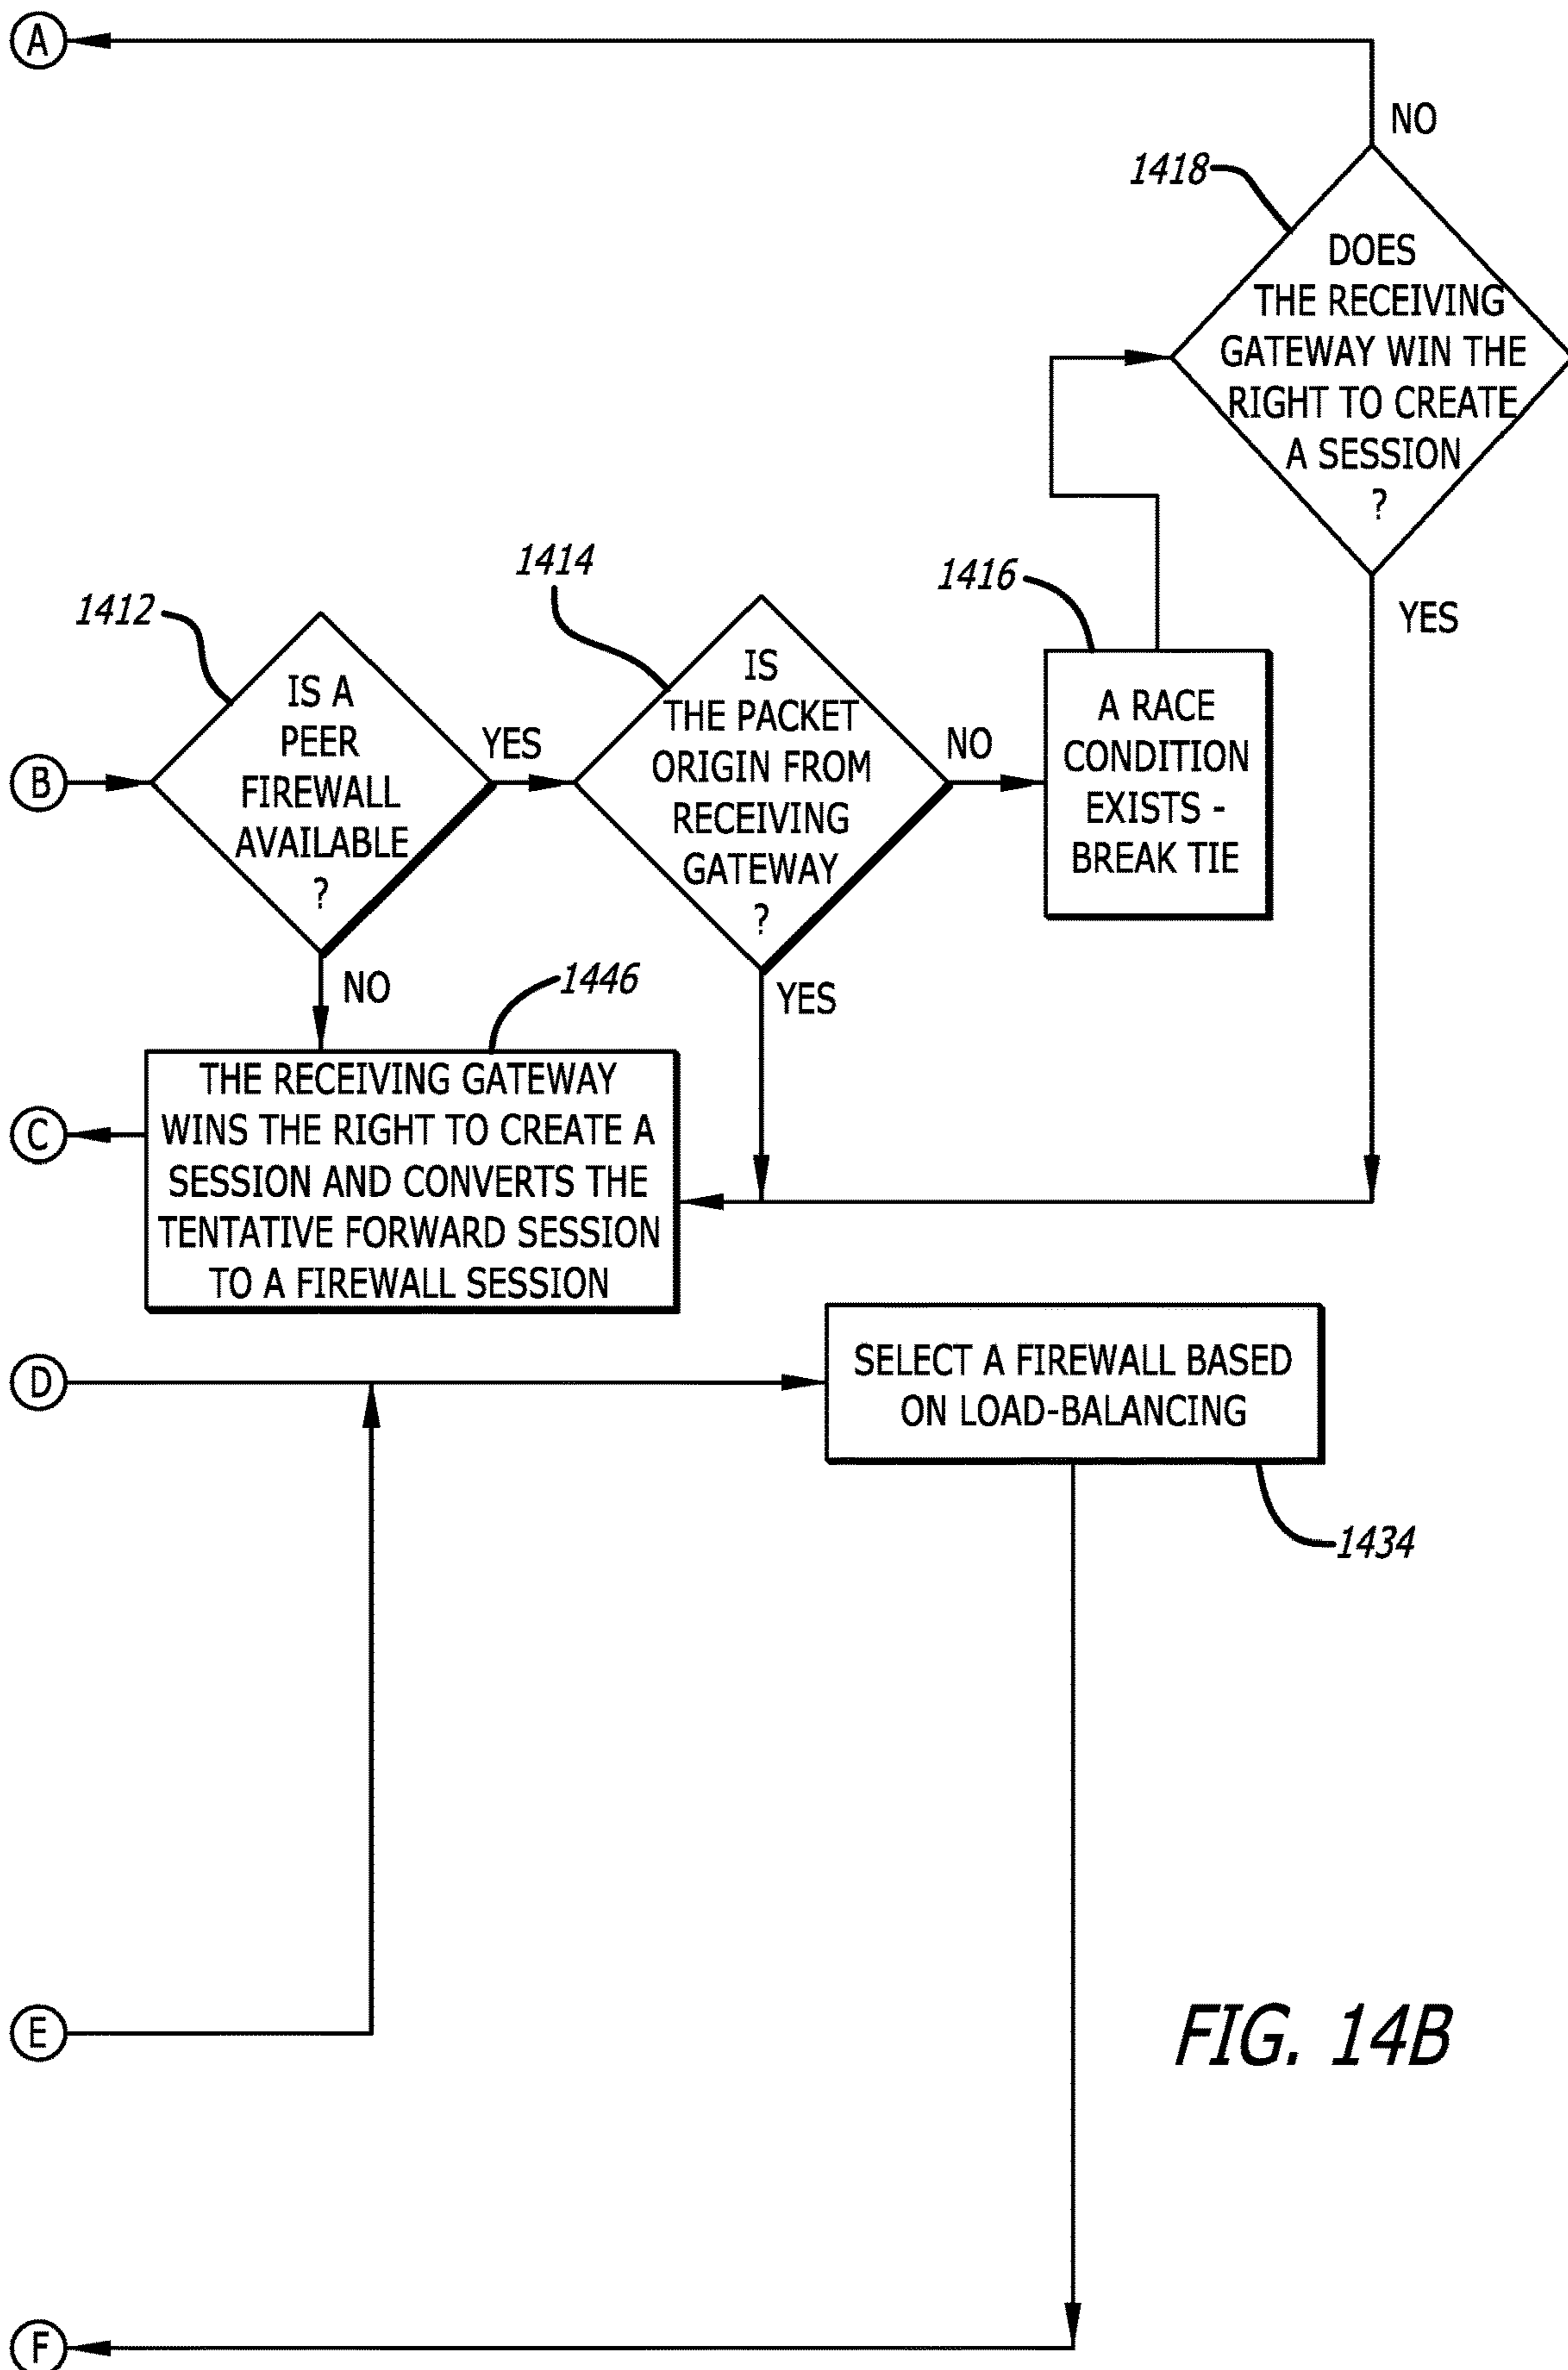 A
NO
1418
DOES
THE RECEIVING
GATEWAY WIN THE
RIGHT TO CREATE
A SESSION
?
YES
1412
1414
1416
B
IS A
PEER
FIREWALL
AVAILABLE
?
YES
IS
THE PACKET
ORIGIN FROM
RECEIVING
GATEWAY
?
NO
A RACE
CONDITION
EXISTS -
BREAK TIE
NO
1446
YES
C
THE RECEIVING GATEWAY
WINS THE RIGHT TO CREATE A
SESSION AND CONVERTS THE
TENTATIVE FORWARD SESSION
TO A FIREWALL SESSION
D
SELECT A FIREWALL BASED
ON LOAD-BALANCING
1434
E
FIG. 14B
F